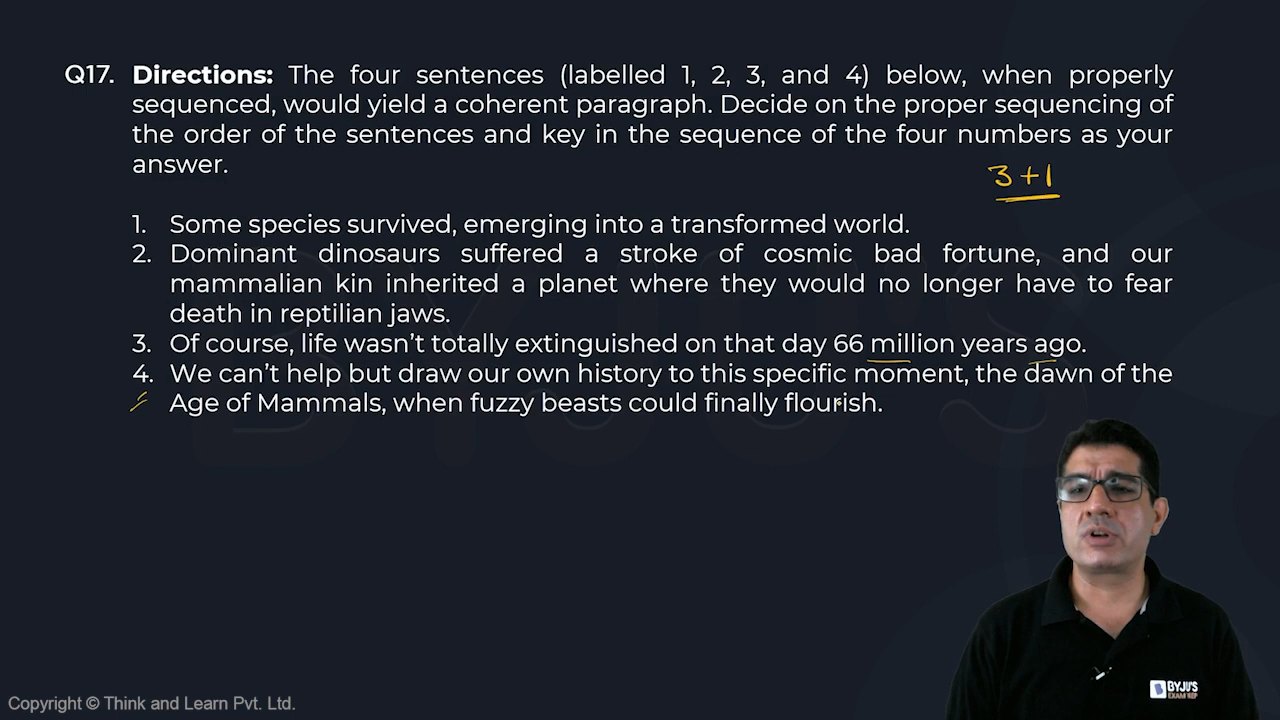 Q17. Directions: The four sentences (labelled 1, 2, 3, and 4) below, when properly
sequenced, would yield a coherent paragraph. Decide on the proper sequencing of
the order of the sentences and key in the sequence of the four numbers as your
answer.
3+1
1. Some species survived, emerging into a transformed world.
2. Dominant dinosaurs suffered a stroke of cosmic bad fortune, and our
mammalian kin inherited a planet where they would no longer have to fear
death in reptilian jaws.
3. Of course, life wasn't totally extinguished on that day 66 million years ago.
4. We can't help but draw our own history to this specific moment, the dawn of the
Age of Mammals, when fuzzy beasts could finally flourish.
BYJU'S
EXAM PREP
Copyright © Think and Learn Pvt. Ltd.